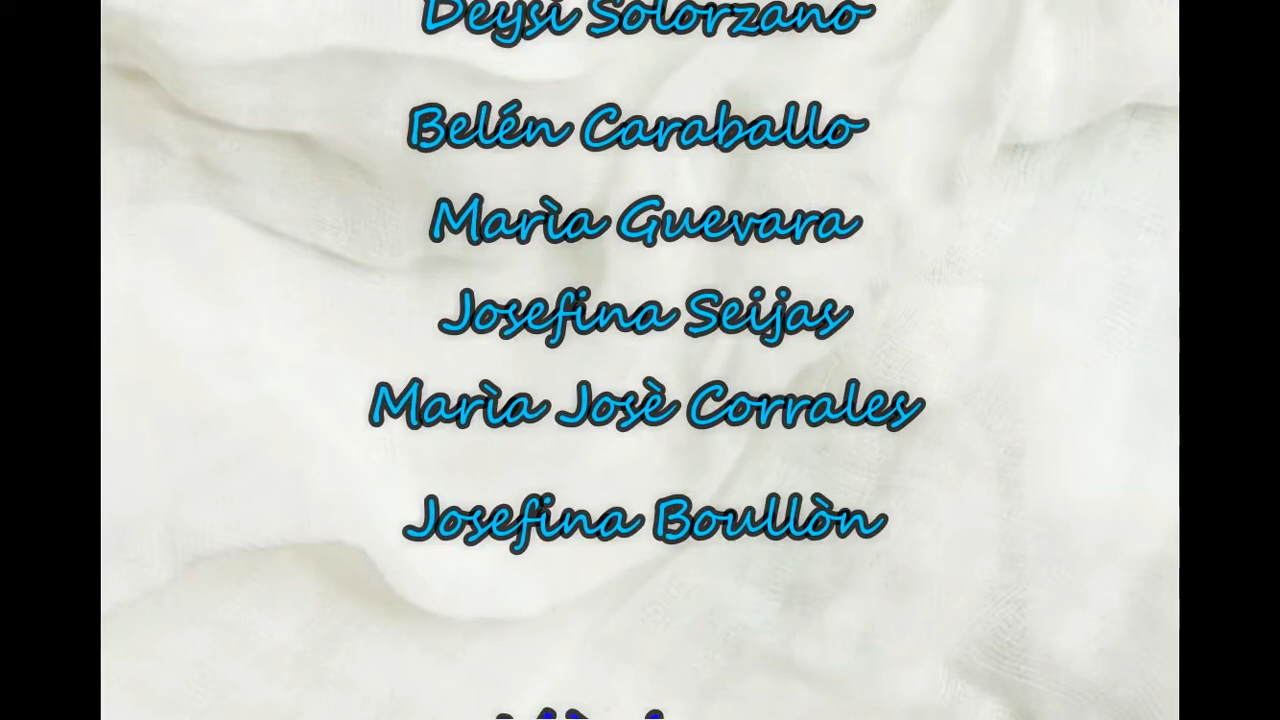 Deysi Solorzano
Belén Caraballo
Marìa Guevara
Josefina Seijas
Marìa Josè Corrales
Josefina Boullòn